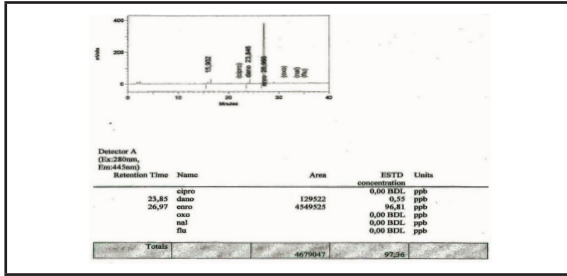 400
200
0
mVolts
15,902
(cipro)
dano 23,846
enro 26,966
(oxo)
(nal)
(flu)
0 10 20 30 40
Minutes
Detector A
(Ex:280nm,
Em:445nm)
Retention Time Name Area ESTD concentration Units
cipro 0,00 BDL ppb
23,85 dano 129522 0,55 ppb
26,97 enro 4549525 96,81 ppb
oxo 0,00 BDL ppb
nal 0,00 BDL ppb
flu 0,00 BDL ppb
Totals
4679047 97,36